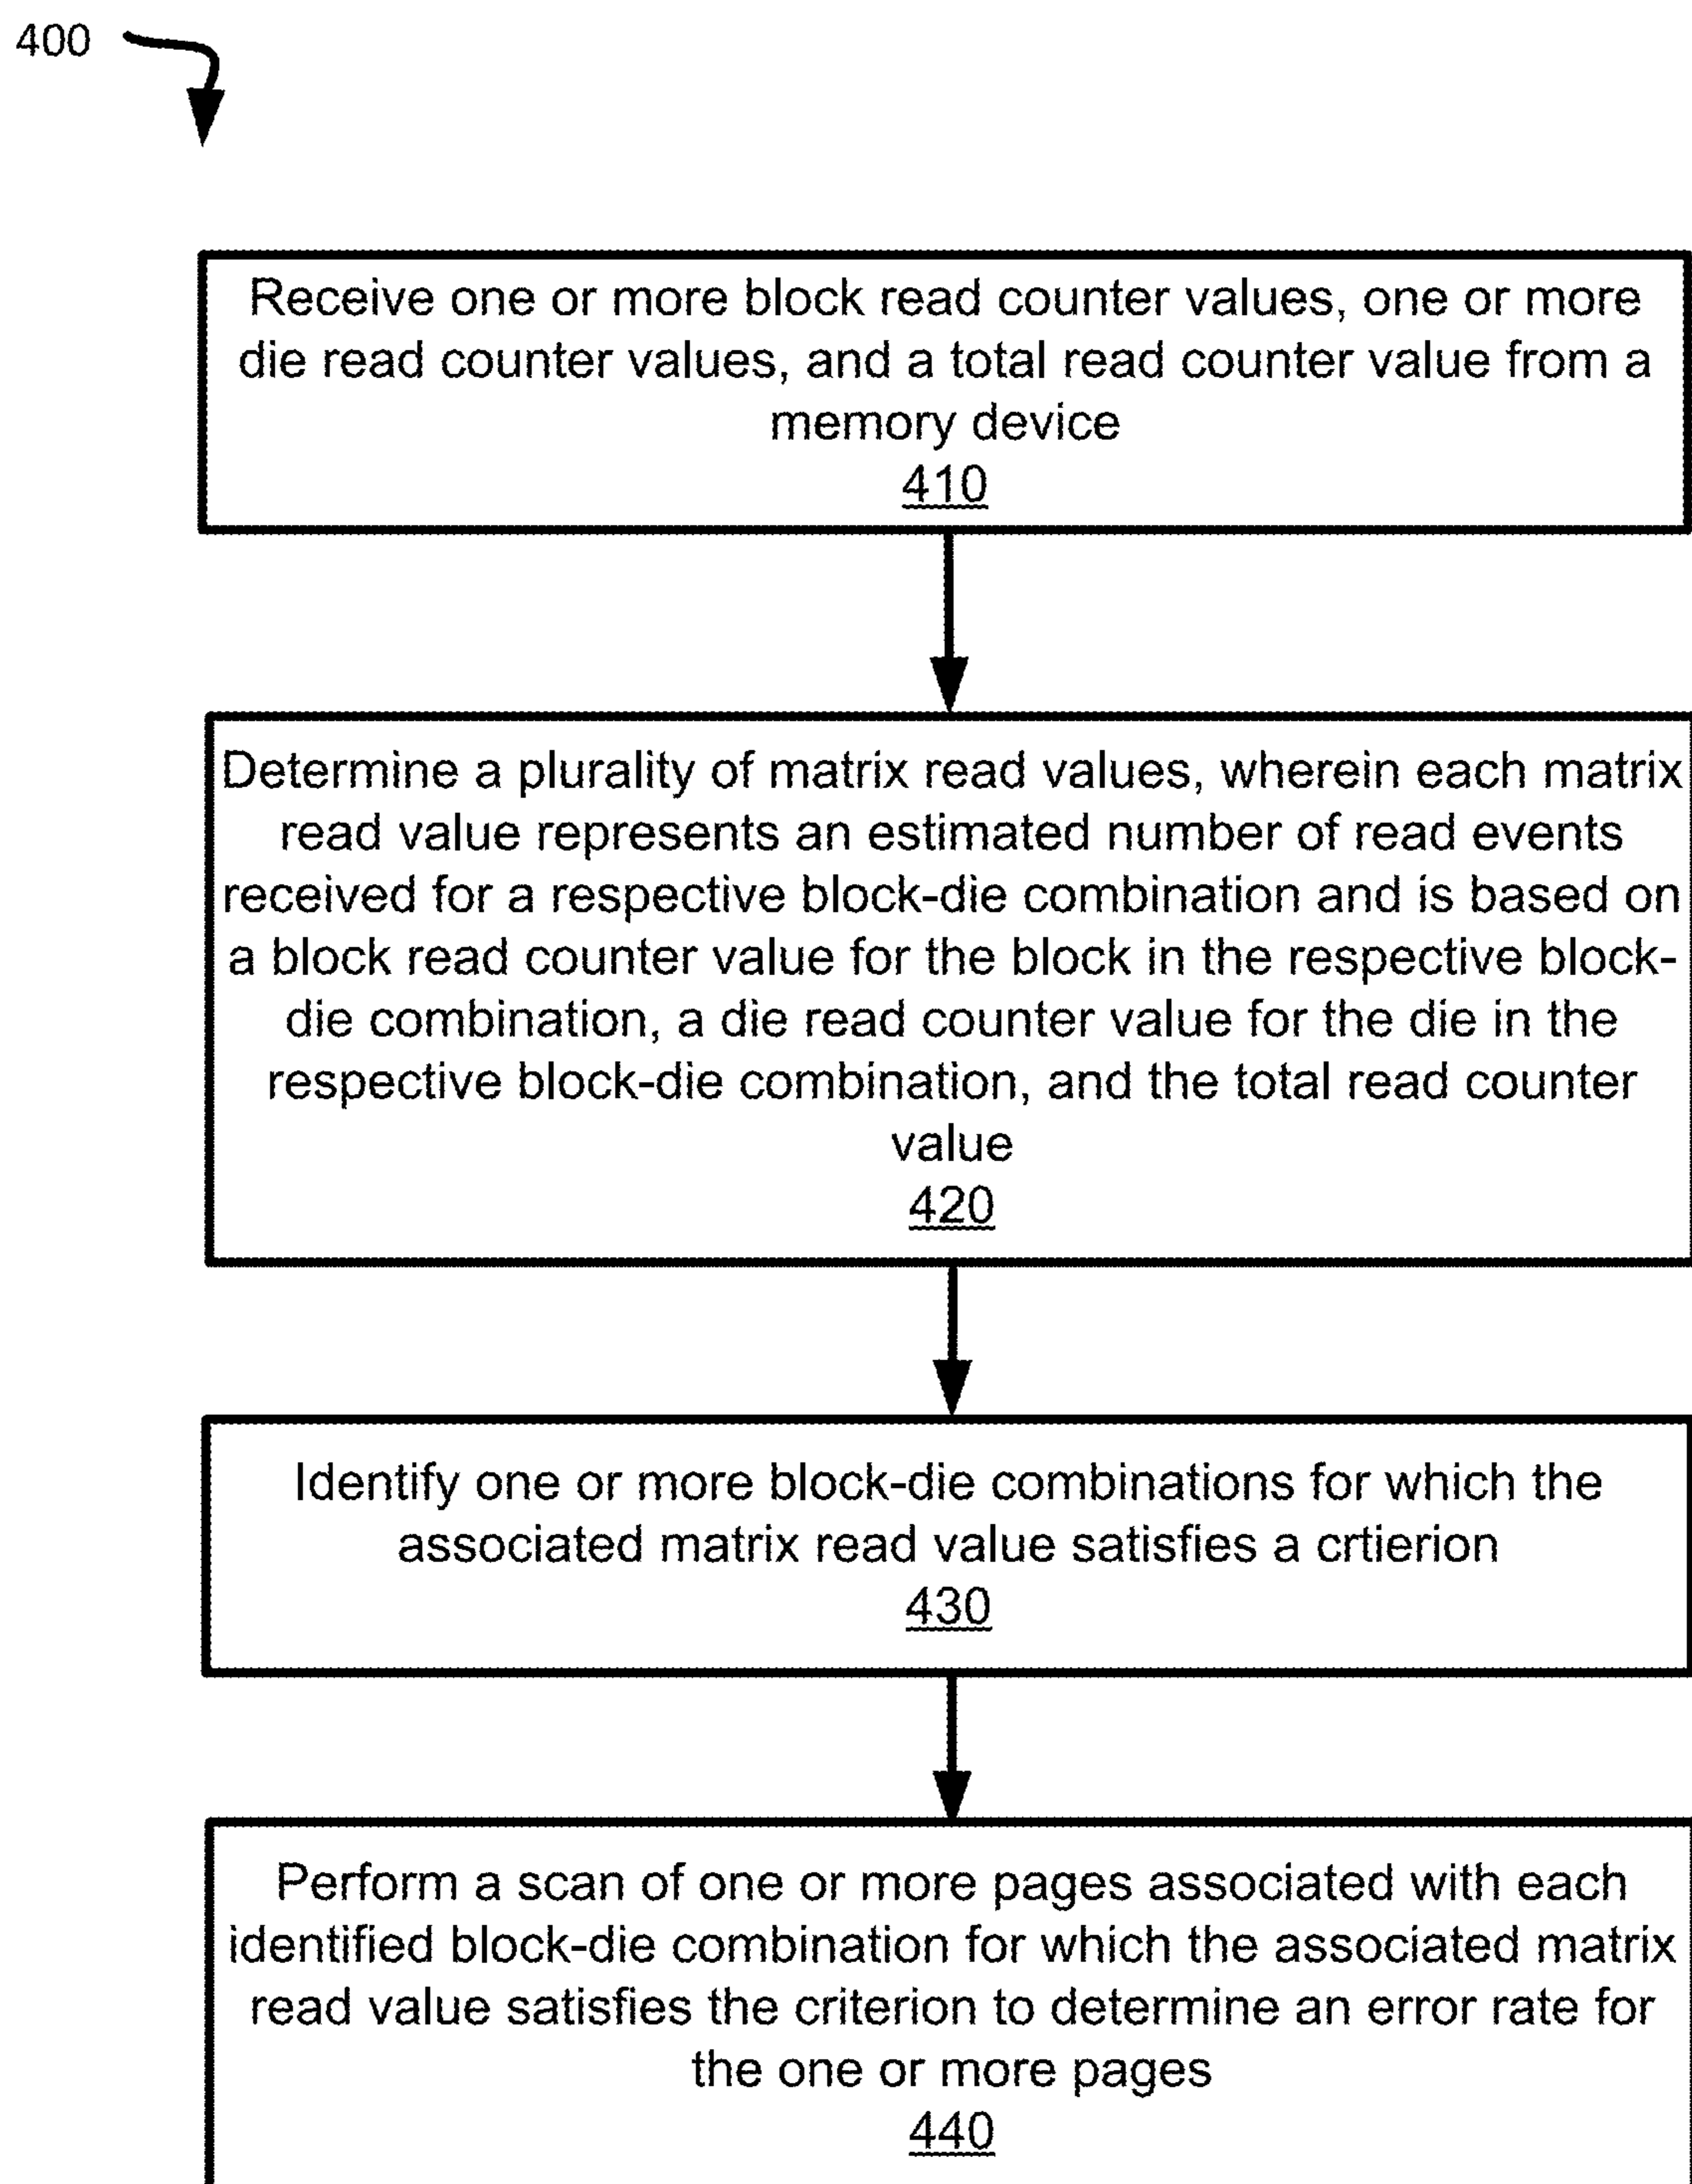 400
Receive one or more block read counter values, one or more
die read counter values, and a total read counter value from a
memory device
410
Determine a plurality of matrix read values, wherein each matrix
read value represents an estimated number of read events
received for a respective block-die combination and is based on
a block read counter value for the block in the respective block-
die combination, a die read counter value for the die in the
respective block-die combination, and the total read counter
value
420
Identify one or more block-die combinations for which the
associated matrix read value satisfies a crtierion
430
Perform a scan of one or more pages associated with each
identified block-die combination for which the associated matrix
read value satisfies the criterion to determine an error rate for
the one or more pages
440